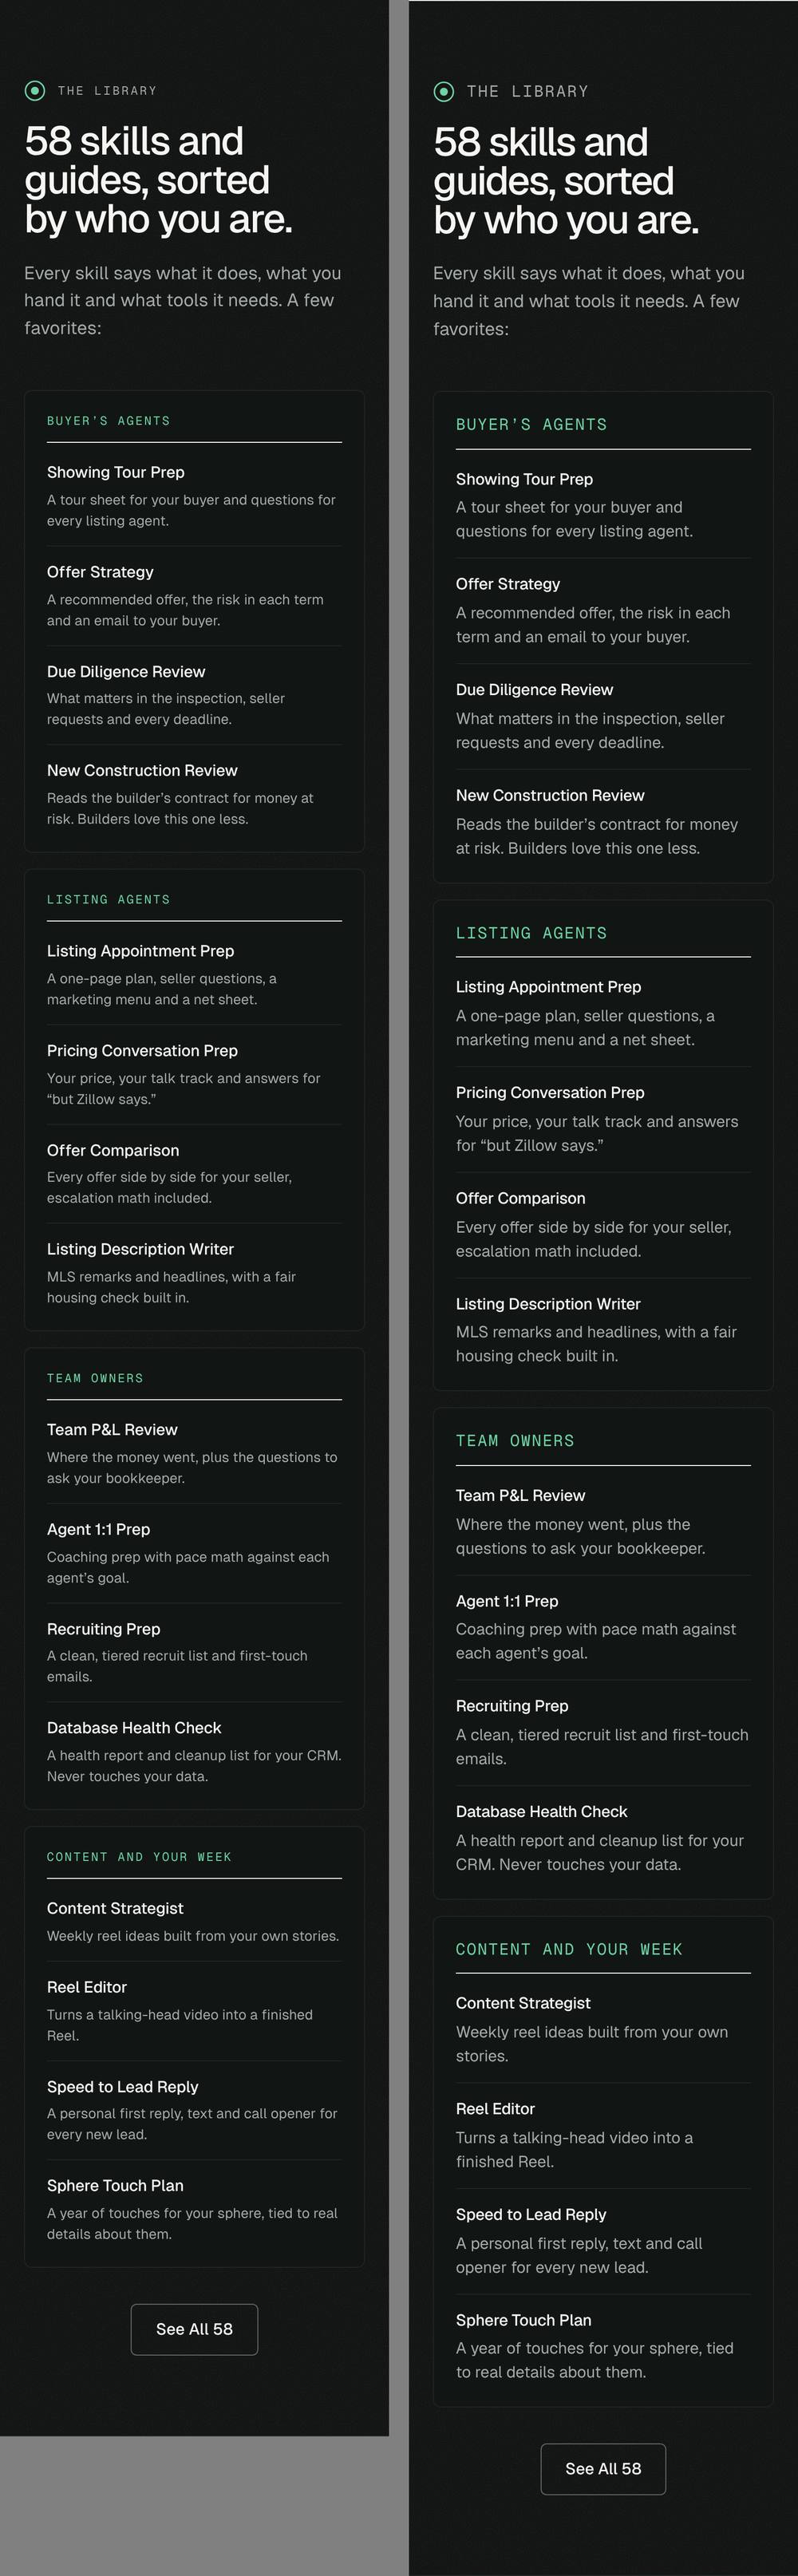 THE LIBRARY
58 skills and
guides, sorted
by who you are.
Every skill says what it does, what you
hand it and what tools it needs. A few
favorites:
BUYER’S AGENTS
Showing Tour Prep
A tour sheet for your buyer and questions for
every listing agent.
Offer Strategy
A recommended offer, the risk in each term
and an email to your buyer.
Due Diligence Review
What matters in the inspection, seller
requests and every deadline.
New Construction Review
Reads the builder’s contract for money at
risk. Builders love this one less.
LISTING AGENTS
Listing Appointment Prep
A one-page plan, seller questions, a
marketing menu and a net sheet.
Pricing Conversation Prep
Your price, your talk track and answers for
“but Zillow says.”
Offer Comparison
Every offer side by side for your seller,
escalation math included.
Listing Description Writer
MLS remarks and headlines, with a fair
housing check built in.
TEAM OWNERS
Team P&L Review
Where the money went, plus the questions to
ask your bookkeeper.
Agent 1:1 Prep
Coaching prep with pace math against each
agent’s goal.
Recruiting Prep
A clean, tiered recruit list and first-touch
emails.
Database Health Check
A health report and cleanup list for your CRM.
Never touches your data.
CONTENT AND YOUR WEEK
Content Strategist
Weekly reel ideas built from your own stories.
Reel Editor
Turns a talking-head video into a finished
Reel.
Speed to Lead Reply
A personal first reply, text and call opener for
every new lead.
Sphere Touch Plan
A year of touches for your sphere, tied to real
details about them.
See All 58
THE LIBRARY
58 skills and
guides, sorted
by who you are.
Every skill says what it does, what you
hand it and what tools it needs. A few
favorites:
BUYER’S AGENTS
Showing Tour Prep
A tour sheet for your buyer and
questions for every listing agent.
Offer Strategy
A recommended offer, the risk in each
term and an email to your buyer.
Due Diligence Review
What matters in the inspection, seller
requests and every deadline.
New Construction Review
Reads the builder’s contract for money
at risk. Builders love this one less.
LISTING AGENTS
Listing Appointment Prep
A one-page plan, seller questions, a
marketing menu and a net sheet.
Pricing Conversation Prep
Your price, your talk track and answers
for “but Zillow says.”
Offer Comparison
Every offer side by side for your seller,
escalation math included.
Listing Description Writer
MLS remarks and headlines, with a fair
housing check built in.
TEAM OWNERS
Team P&L Review
Where the money went, plus the
questions to ask your bookkeeper.
Agent 1:1 Prep
Coaching prep with pace math against
each agent’s goal.
Recruiting Prep
A clean, tiered recruit list and first-touch
emails.
Database Health Check
A health report and cleanup list for your
CRM. Never touches your data.
CONTENT AND YOUR WEEK
Content Strategist
Weekly reel ideas built from your own
stories.
Reel Editor
Turns a talking-head video into a
finished Reel.
Speed to Lead Reply
A personal first reply, text and call
opener for every new lead.
Sphere Touch Plan
A year of touches for your sphere, tied
to real details about them.
See All 58